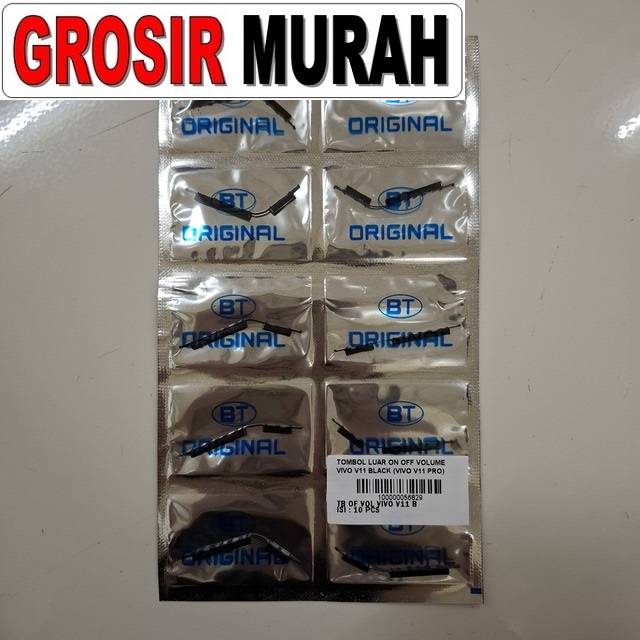 GROSIR MURAH
ORIGINAL ORIGINAL
BT
ORIGINAL ORIGINAL
BT BT
ORIGINAL ORIGINAL
BT BT
ORIGINAL
TOMBOL LUAR ON OFF VOLUME
VIVO V11 BLACK (VIVO V11 PRO)
100000056829
TB OF VOL VIVO V11 B
ISI : 10 PCS
BT
ORIGINAL